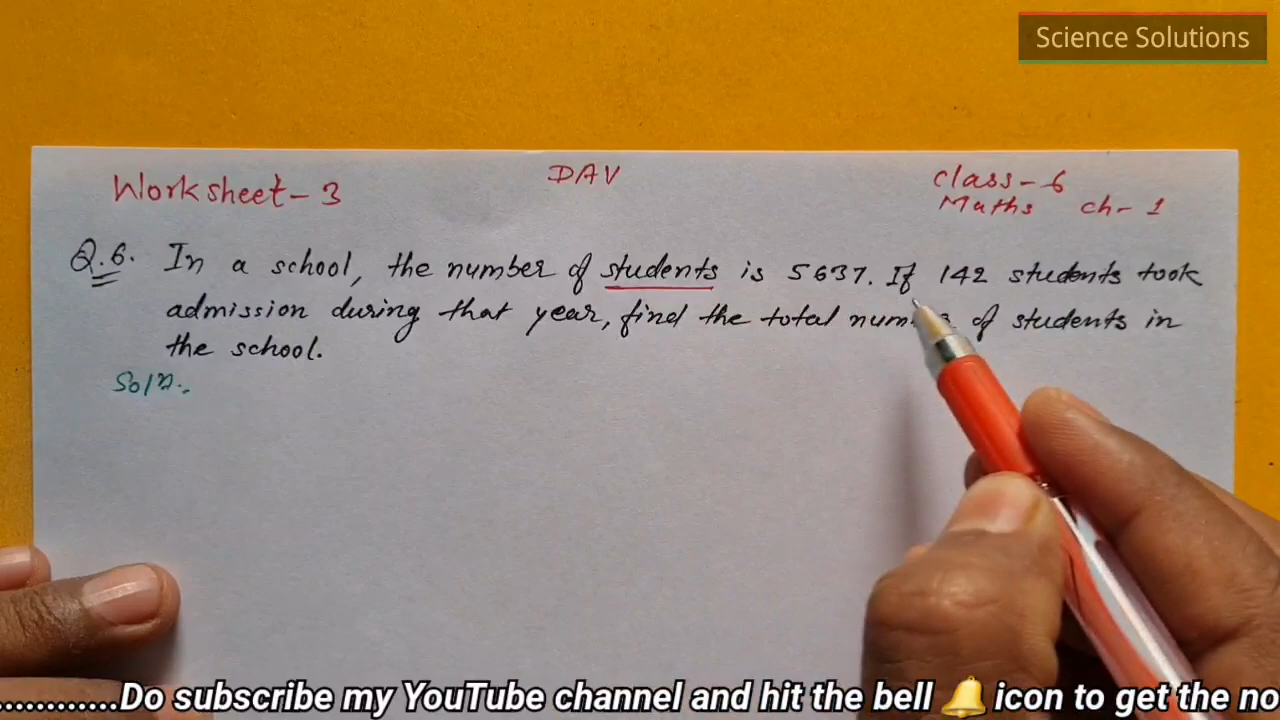 Science Solutions
Worksheet-3 DAV Class-6
Maths ch-1
Q.6. In a school, the number of students is 5637. If 142 students took
admission during that year, find the total of students in
the school.
Soln:
............Do subscribe my YouTube channel and hit the bell 🔔 icon to get the no